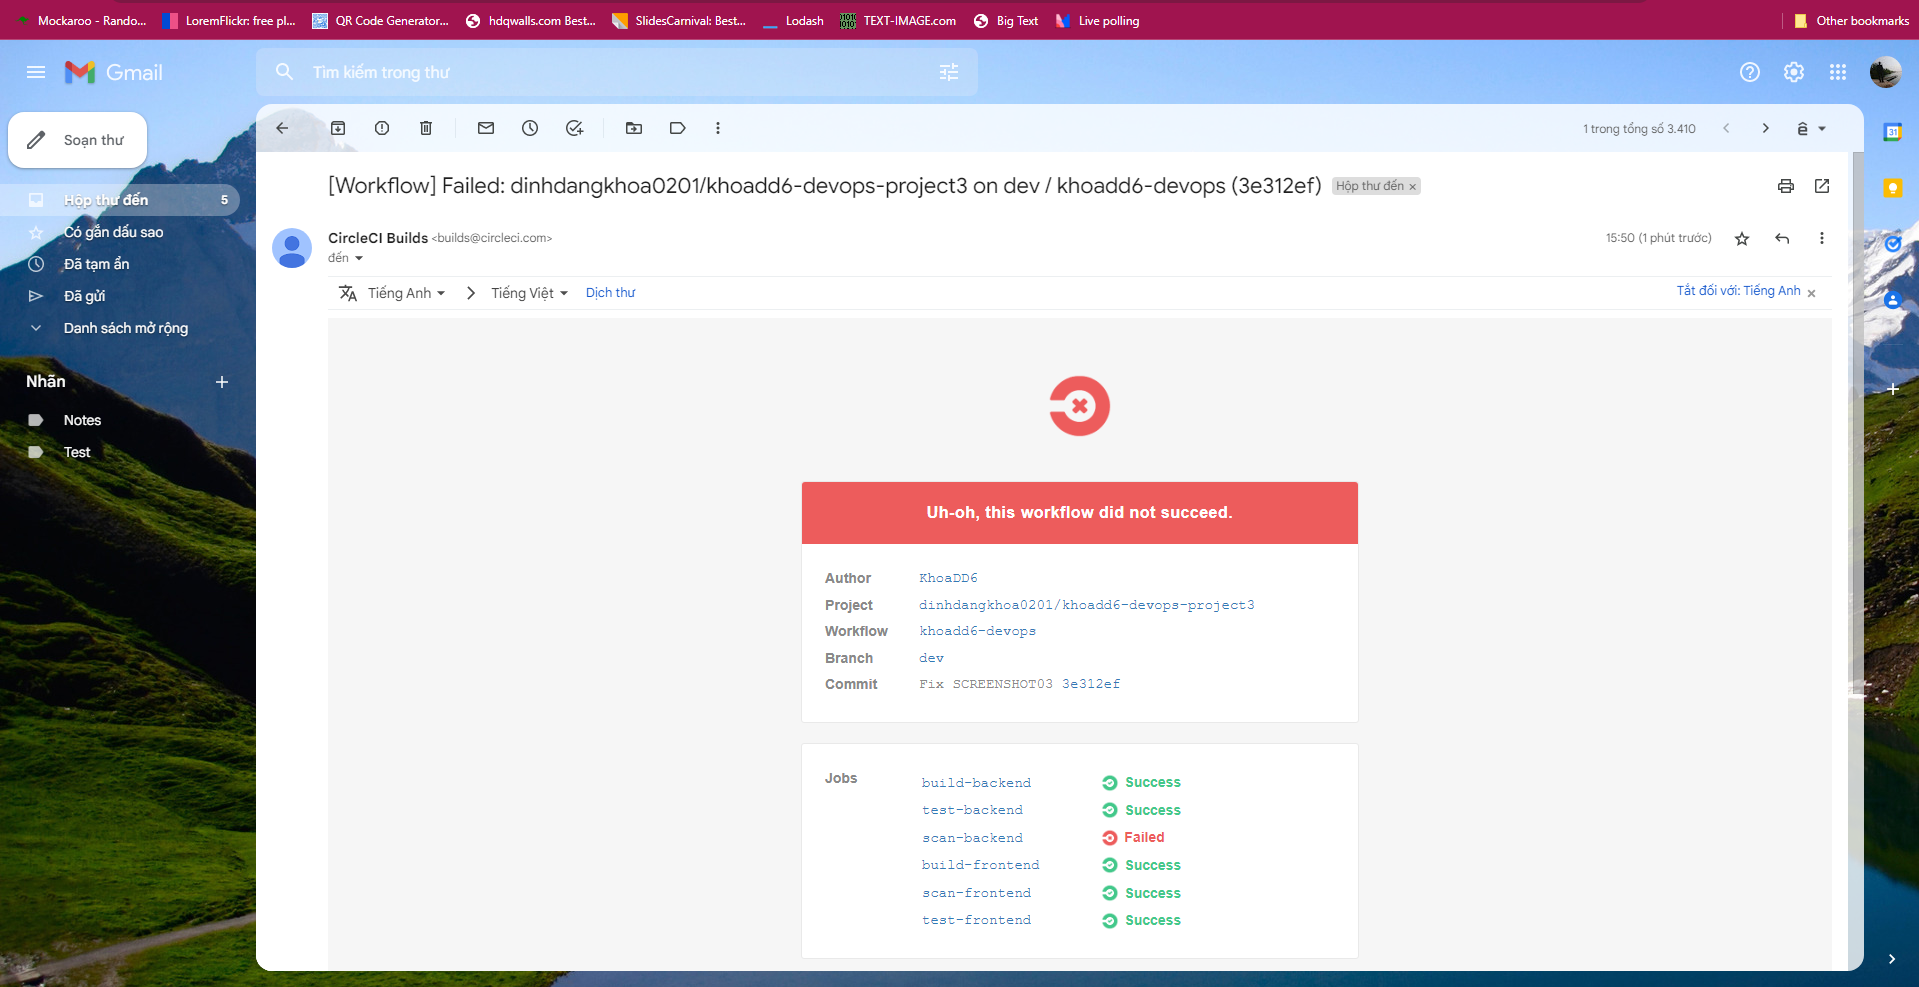 Mockaroo - Rando...
LoremFlickr: free pl...
QR Code Generator...
hdqwalls.com Best...
SlidesCarnival: Best...
Lodash
TEXT-IMAGE.com
Big Text
Live polling
Other bookmarks
Gmail
Tìm kiếm trong thư
Soạn thư
1 trong tổng số 3.410
Hộp thư đến 5
Có gắn dấu sao
Đã tạm ẩn
Đã gửi
Danh sách mở rộng
Nhãn
Notes
Test
[Workflow] Failed: dinhdangkhoa0201/khoadd6-devops-project3 on dev / khoadd6-devops (3e312ef) Hộp thư đến ×
CircleCI Builds <builds@circleci.com>
15:50 (1 phút trước)
đến
Tiếng Anh > Tiếng Việt Dịch thư
Tắt đối với: Tiếng Anh ×
Uh-oh, this workflow did not succeed.
Author KhoaDD6
Project dinhdangkhoa0201/khoadd6-devops-project3
Workflow khoadd6-devops
Branch dev
Commit Fix SCREENSHOT03 3e312ef
Jobs
build-backend Success
test-backend Success
scan-backend Failed
build-frontend Success
scan-frontend Success
test-frontend Success